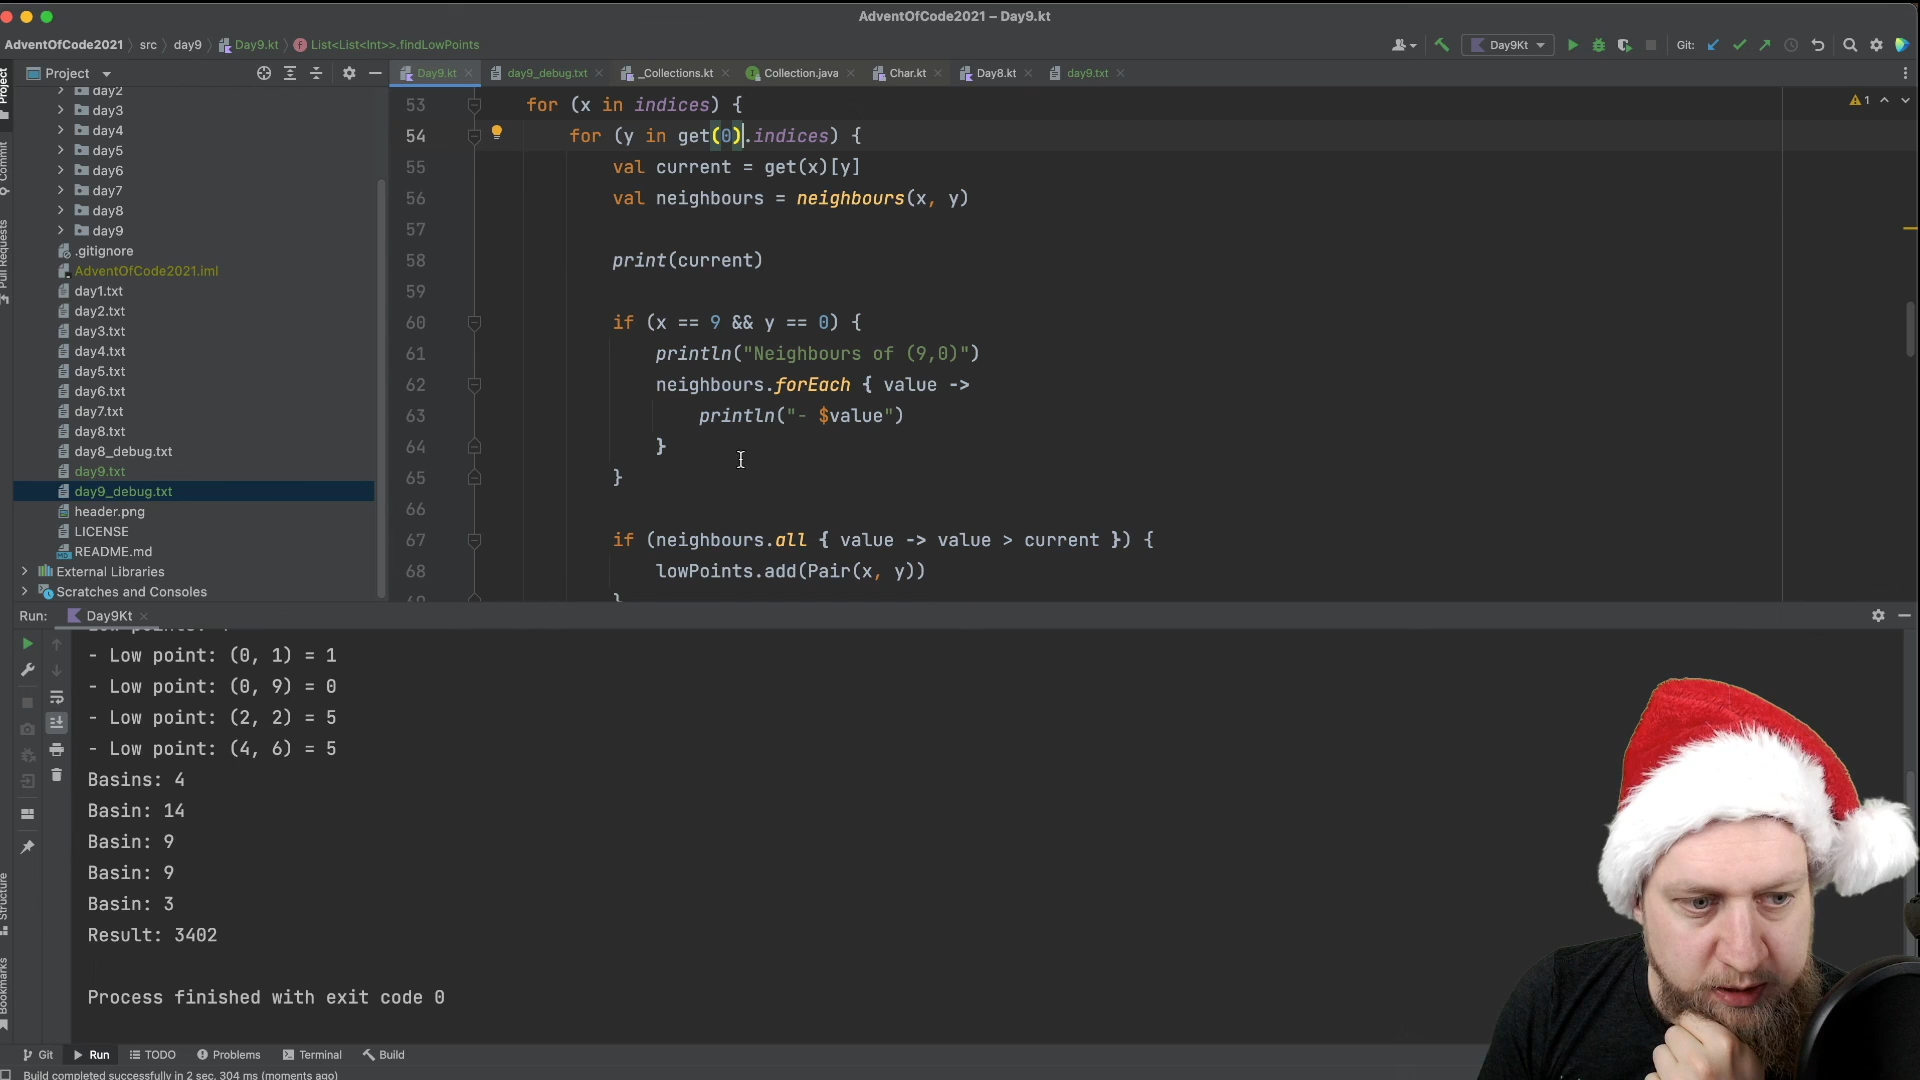 AdventOfCode2021 – Day9.kt
AdventOfCode2021 src day9 Day9.kt List<List<Int>>.findLowPoints
Day9Kt Git:
Project
Day9.kt day9_debug.txt _Collections.kt Collection.java Char.kt Day8.kt day9.txt
Project
Commit
Pull Requests
day2
day3
day4
day5
day6
day7
day8
day9
.gitignore
AdventOfCode2021.iml
day1.txt
day2.txt
day3.txt
day4.txt
day5.txt
day6.txt
day7.txt
day8.txt
day8_debug.txt
day9.txt
day9_debug.txt
header.png
LICENSE
README.md
External Libraries
Scratches and Consoles
53 for (x in indices) {
54 for (y in get(0).indices) {
55 val current = get(x)[y]
56 val neighbours = neighbours(x, y)
57
58 print(current)
59
60 if (x == 9 && y == 0) {
61 println("Neighbours of (9,0)")
62 neighbours.forEach { value ->
63 println("- $value")
64 }
65 }
66
67 if (neighbours.all { value -> value > current }) {
68 lowPoints.add(Pair(x, y))
69 }
1
Run: Day9Kt
- Low point: (0, 1) = 1
- Low point: (0, 9) = 0
- Low point: (2, 2) = 5
- Low point: (4, 6) = 5
Basins: 4
Basin: 14
Basin: 9
Basin: 9
Basin: 3
Result: 3402
Process finished with exit code 0
Structure
Bookmarks
Git Run TODO Problems Terminal Build
Build completed successfully in 2 sec, 304 ms (moments ago)